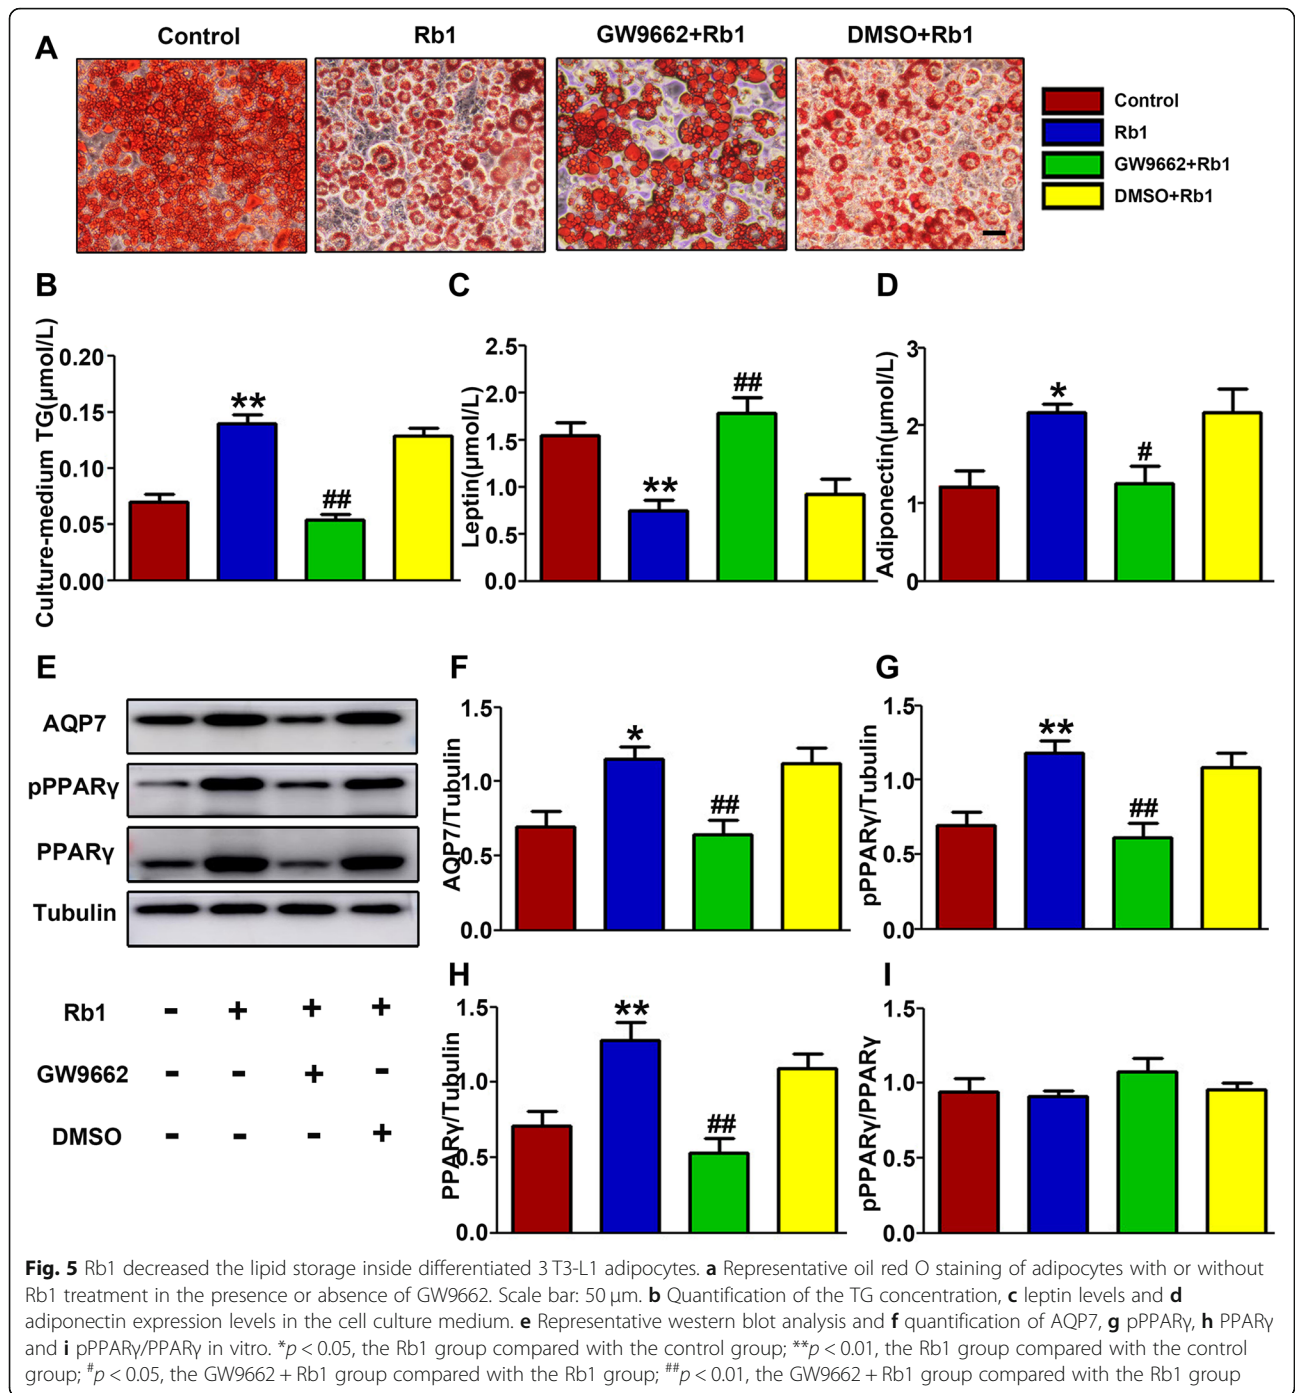 A
Control
Rb1
GW9662+Rb1
DMSO+Rb1
Control
Rb1
GW9662+Rb1
DMSO+Rb1
B
Culture-medium TG(μmol/L)
0.20
0.15
0.10
0.05
0.00
**
##
C
Leptin(μmol/L)
2.5
2.0
1.5
1.0
0.5
0.0
**
##
D
Adiponectin(μmol/L)
3
2
1
0
*
#
E
AQP7
pPPARγ
PPARγ
Tubulin
Rb1 - + + +
GW9662 - - + -
DMSO - - - +
F
AQP7/Tubulin
1.5
1.0
0.5
0.0
*
##
G
pPPARγ/Tubulin
1.5
1.0
0.5
0.0
**
##
H
PPARγ/Tubulin
1.5
1.0
0.5
0.0
**
##
I
pPPARγ/PPARγ
1.5
1.0
0.5
0.0
Fig. 5 Rb1 decreased the lipid storage inside differentiated 3 T3-L1 adipocytes. a Representative oil red O staining of adipocytes with or without
Rb1 treatment in the presence or absence of GW9662. Scale bar: 50 μm. b Quantification of the TG concentration, c leptin levels and d
adiponectin expression levels in the cell culture medium. e Representative western blot analysis and f quantification of AQP7, g pPPARγ, h PPARγ
and i pPPARγ/PPARγ in vitro. *p < 0.05, the Rb1 group compared with the control group; **p < 0.01, the Rb1 group compared with the control
group; #p < 0.05, the GW9662 + Rb1 group compared with the Rb1 group; ##p < 0.01, the GW9662 + Rb1 group compared with the Rb1 group